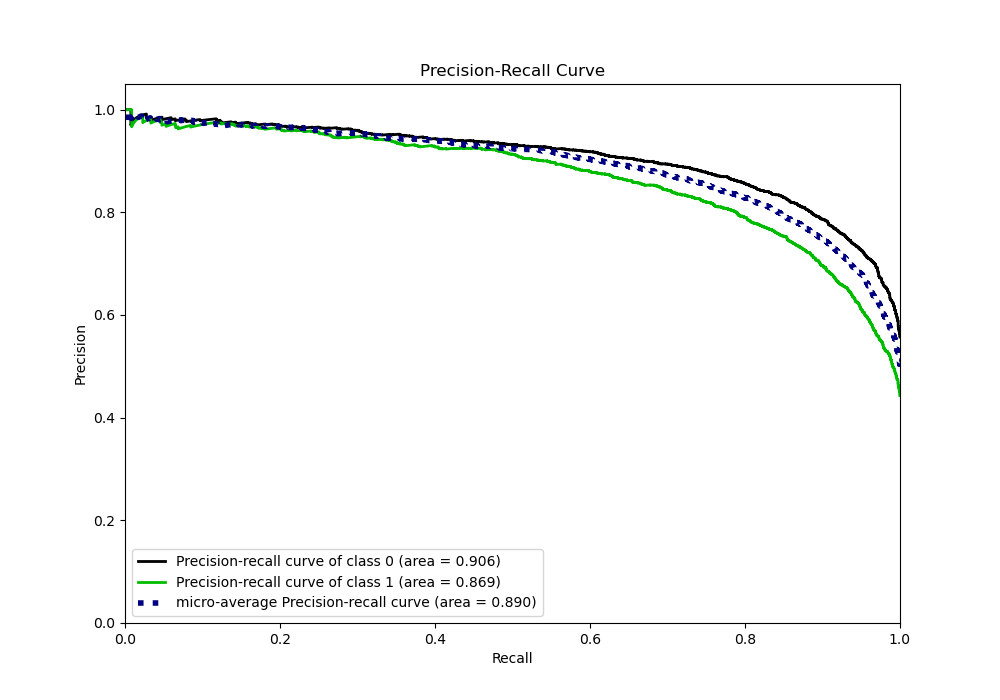 Precision-Recall Curve
1.0
0.8
0.6
0.4
0.2
0.0
Precision
Precision-recall curve of class 0 (area = 0.906)
Precision-recall curve of class 1 (area = 0.869)
micro-average Precision-recall curve (area = 0.890)
0.0 0.2 0.4 0.6 0.8 1.0
Recall